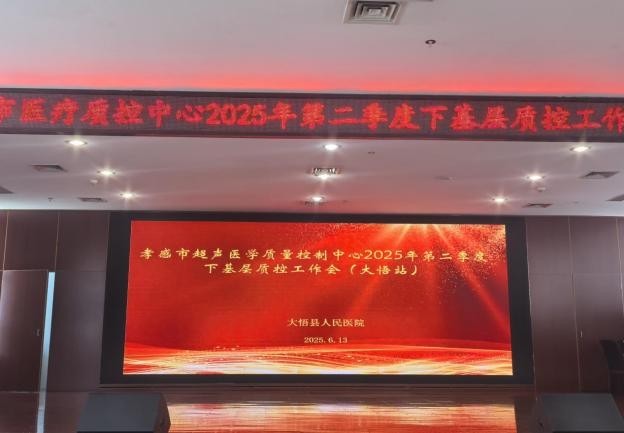 市医疗质控中心2025年第二季度下基层质控工作
孝感市超声医学质量控制中心2025年第二季度
下基层质控工作会（大悟站）
大悟县人民医院
2025.6.13